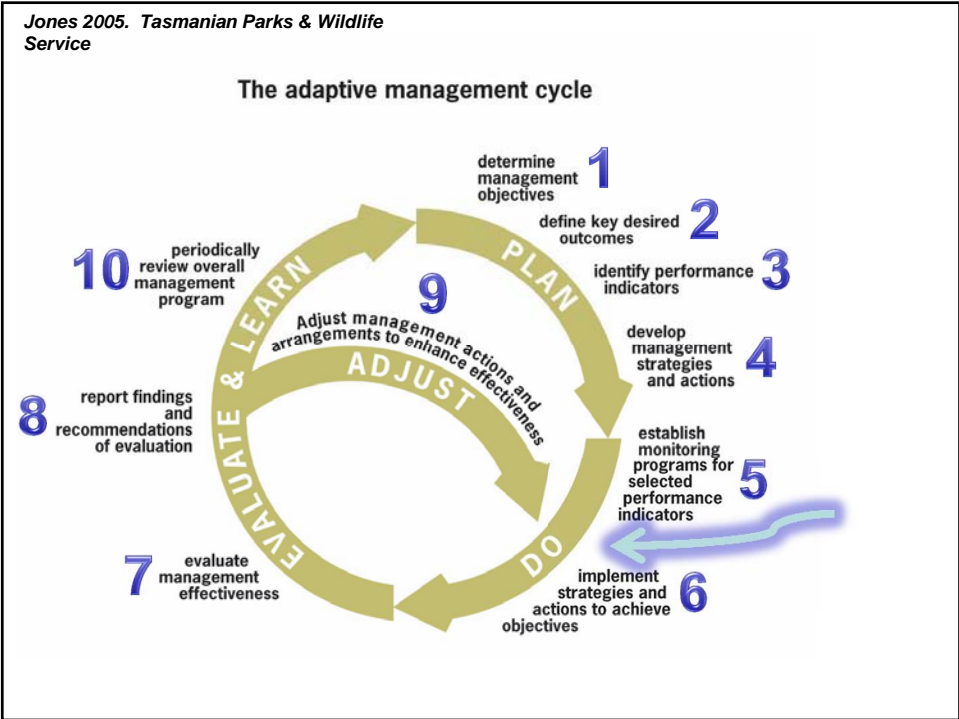 Jones 2005. Tasmanian Parks & Wildlife
Service
The adaptive management cycle
determine
management
objectives
1
define key desired
outcomes
2
identify performance
indicators
3
develop
management
strategies
and actions
4
establish
monitoring
programs for
selected
performance
indicators
5
implement
strategies and
actions to achieve
objectives
6
evaluate
management
effectiveness
7
report findings
and
recommendations
of evaluation
8
Adjust management actions and
arrangements to enhance effectiveness
9
periodically
review overall
management
program
10
PLAN
DO
EVALUATE & LEARN
ADJUST